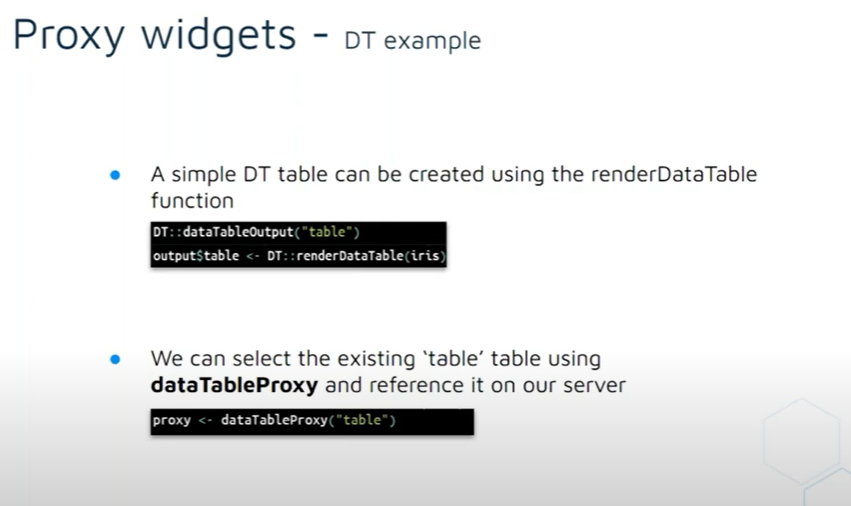 Proxy widgets - DT example
A simple DT table can be created using the renderDataTable
function
DT::dataTableOutput("table")
output$table <- DT::renderDataTable(iris)
We can select the existing ‘table’ table using
dataTableProxy and reference it on our server
proxy <- dataTableProxy("table")